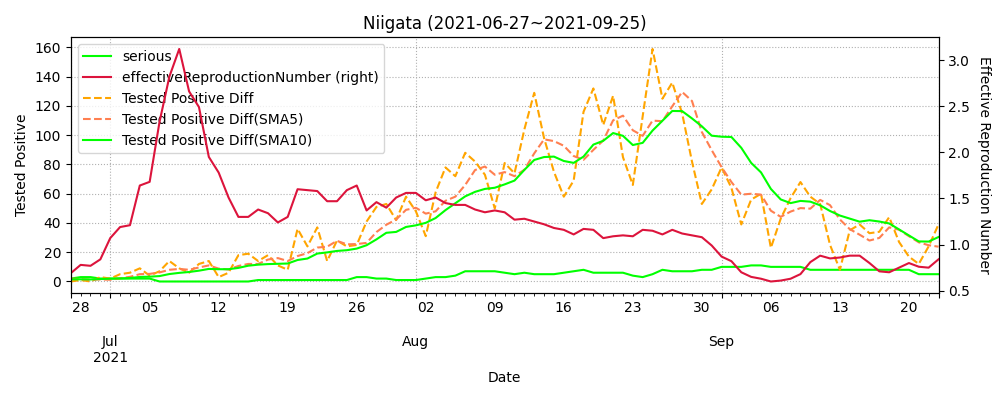 Niigata (2021-06-27~2021-09-25)
serious
effectiveReproductionNumber (right)
Tested Positive Diff
Tested Positive Diff(SMA5)
Tested Positive Diff(SMA10)
Tested Positive
160
140
120
100
80
60
40
20
0
3.0
2.5
2.0
1.5
1.0
0.5
Effective Reproduction Number
28 05 12 19 26 02 09 16 23 30 06 13 20
Jul Aug Sep
2021
Date